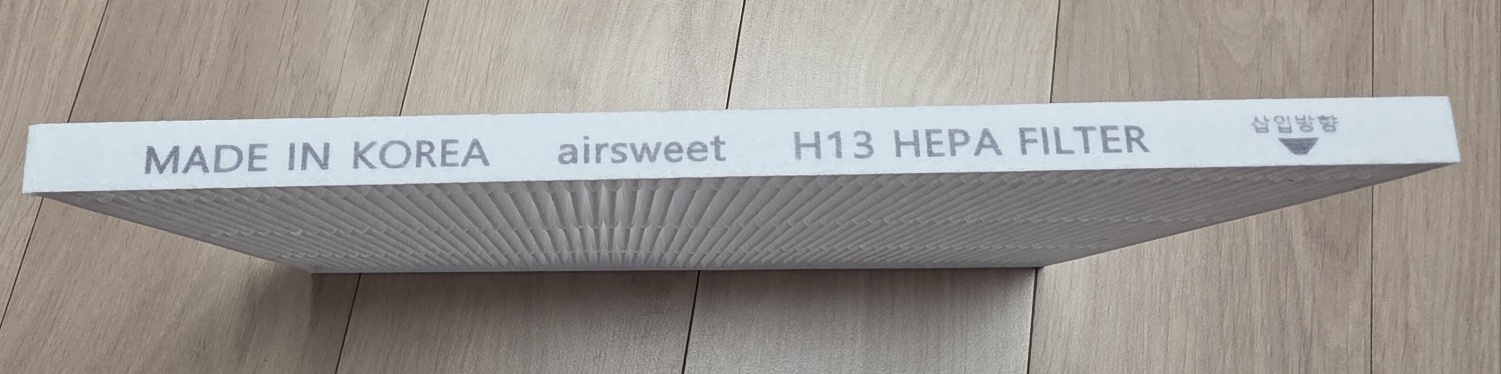 MADE IN KOREA airsweet H13 HEPA FILTER
삽입방향